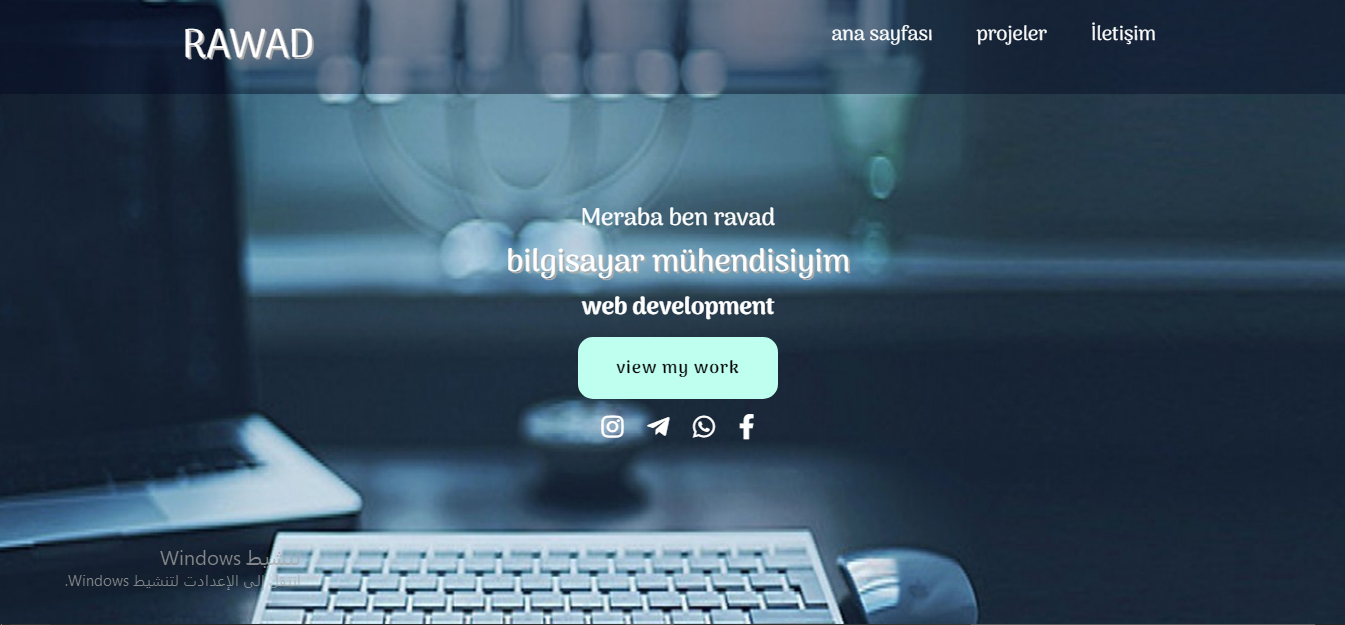 RAWAD
ana sayfası projeler İletişim
Meraba ben ravad
bilgisayar mühendisiyim
web development
view my work
تنشيط Windows
انتقل إلى الإعدادت لتنشيط Windows.